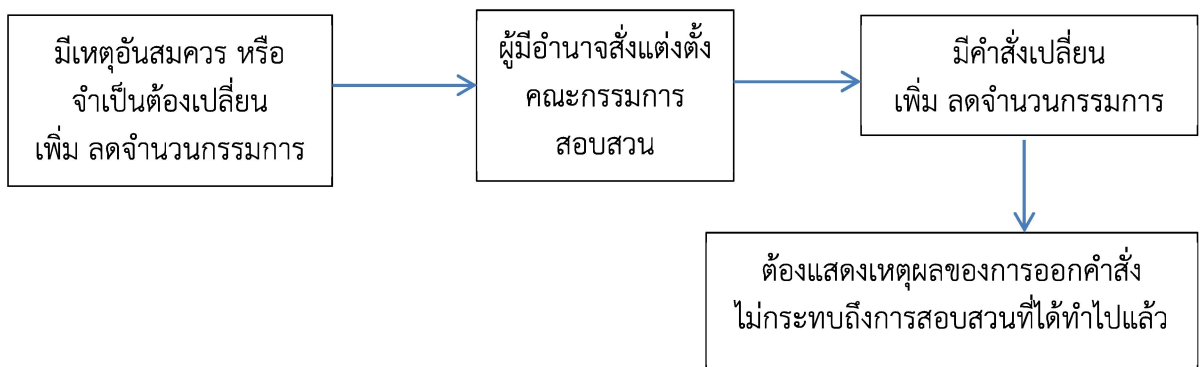 มีเหตุอันสมควร หรือ
จำเป็นต้องเปลี่ยน
เพิ่ม ลดจำนวนกรรมการ
ผู้มีอำนาจสั่งแต่งตั้ง
คณะกรรมการ
สอบสวน
มีคำสั่งเปลี่ยน
เพิ่ม ลดจำนวนกรรมการ
ต้องแสดงเหตุผลของการออกคำสั่ง
ไม่กระทบถึงการสอบสวนที่ได้ทำไปแล้ว